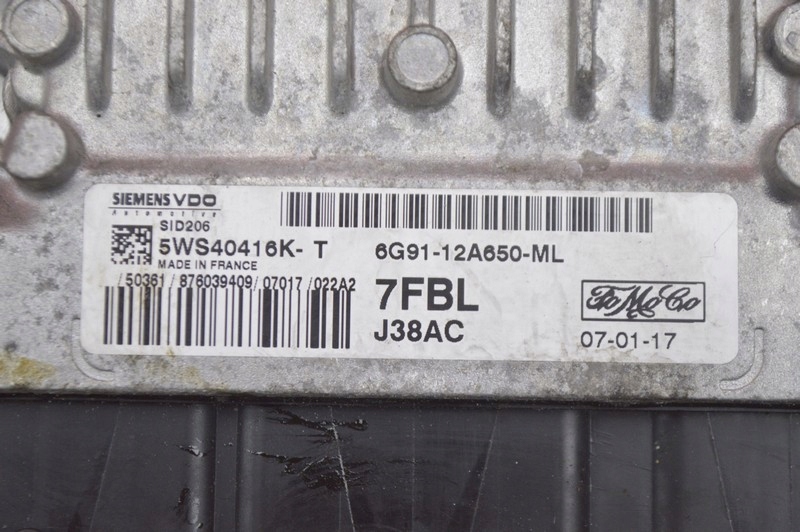 SIEMENS VDO
Automotive
SID206
5WS40416K- T
MADE IN FRANCE
/50361/876039409/07017/022A2
6G91-12A650-ML
7FBL
J38AC
FoMoCo
07-01-17